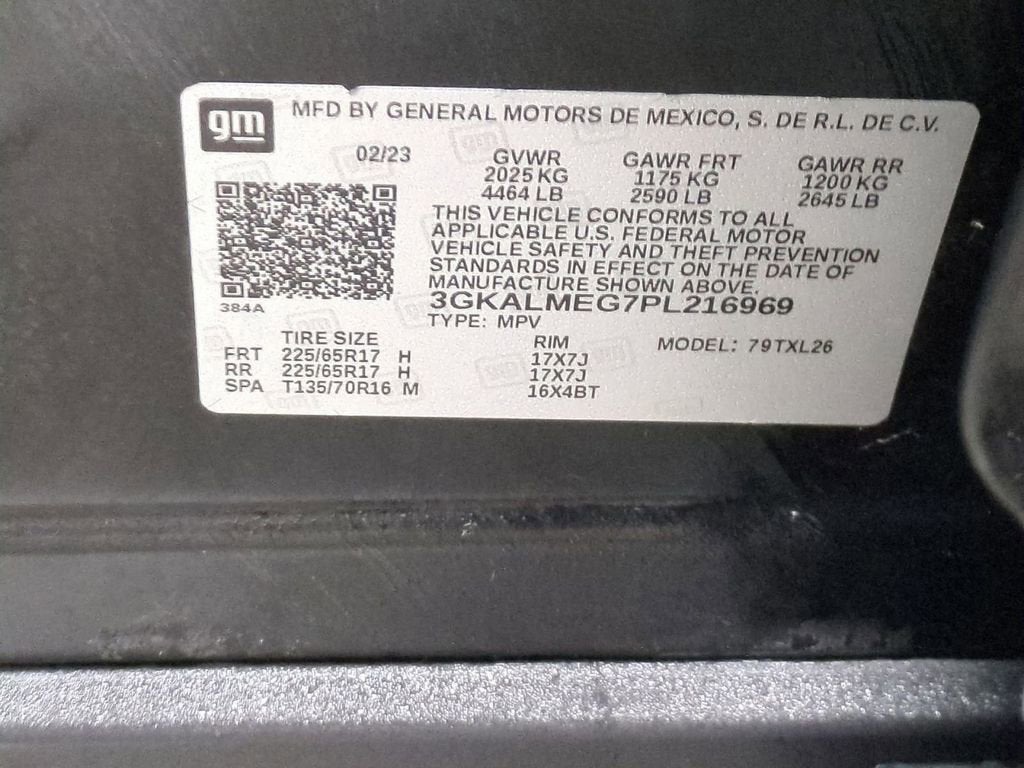 gm
MFD BY GENERAL MOTORS DE MEXICO, S. DE R.L. DE C.V.
02/23 GVWR GAWR FRT GAWR RR
2025 KG 1175 KG 1200 KG
4464 LB 2590 LB 2645 LB
THIS VEHICLE CONFORMS TO ALL
APPLICABLE U.S. FEDERAL MOTOR
VEHICLE SAFETY AND THEFT PREVENTION
STANDARDS IN EFFECT ON THE DATE OF
MANUFACTURE SHOWN ABOVE.
384A 3GKALMEG7PL216969
TYPE: MPV
TIRE SIZE RIM MODEL: 79TXL26
FRT 225/65R17 H 17X7J
RR 225/65R17 H 17X7J
SPA T135/70R16 M 16X4BT